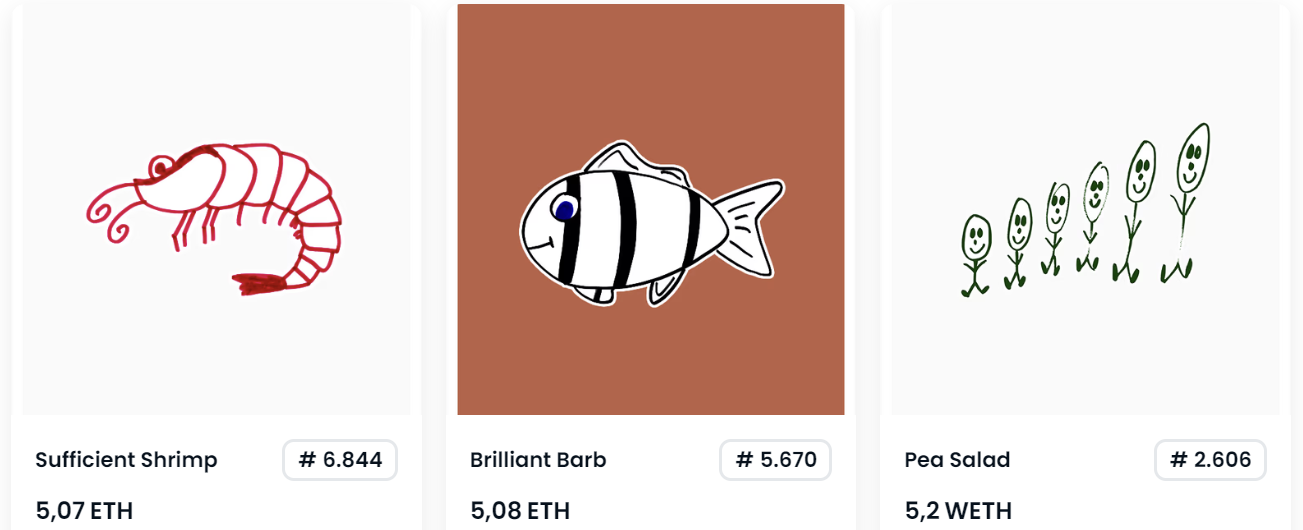 Sufficient Shrimp
# 6.844
5,07 ETH
Brilliant Barb
# 5.670
5,08 ETH
Pea Salad
# 2.606
5,2 WETH